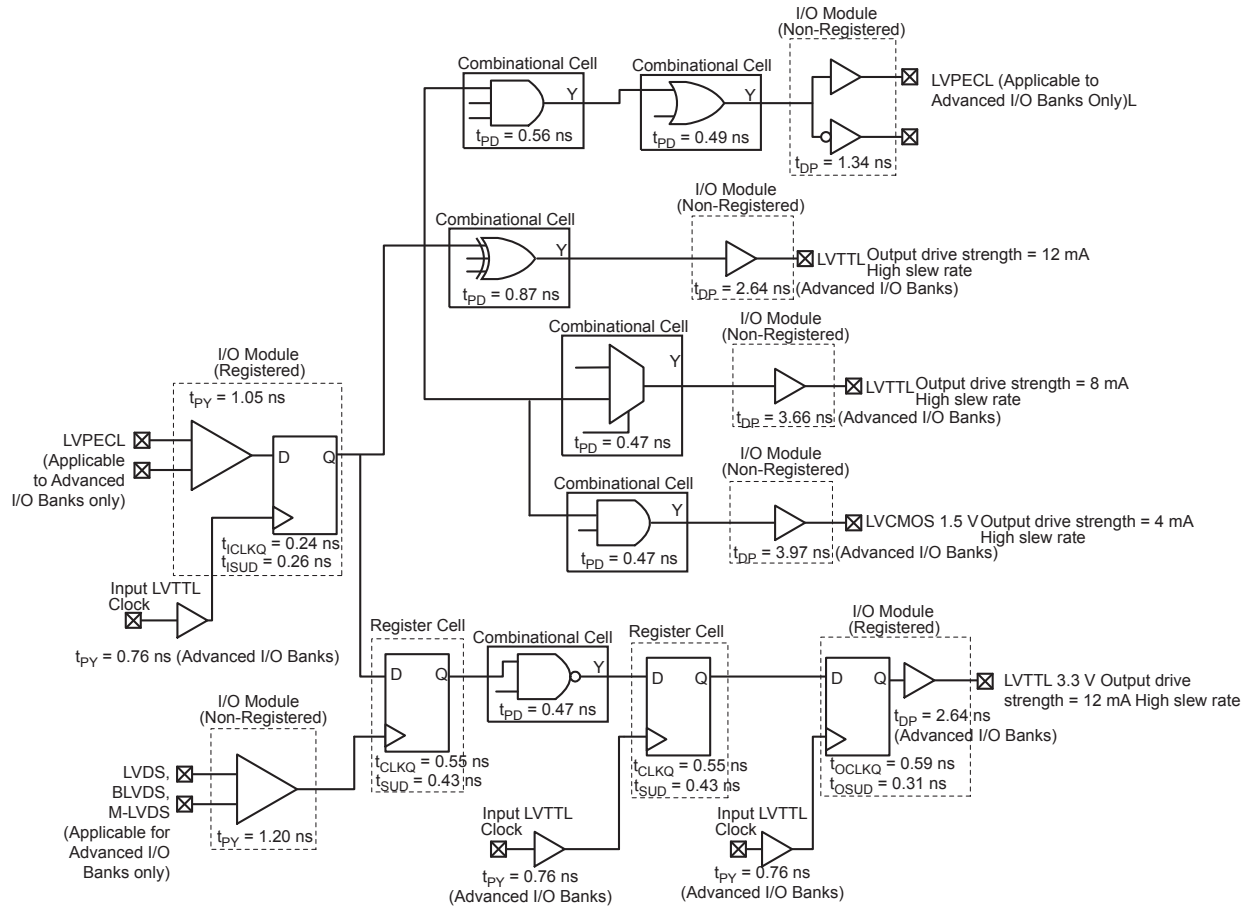 I/O Module
(Non-Registered)
Combinational Cell
Y
tPD = 0.56 ns
Combinational Cell
Y
tPD = 0.49 ns
tDP = 1.34 ns
LVPECL (Applicable to
Advanced I/O Banks Only)L
I/O Module
(Non-Registered)
Combinational Cell
Y
tPD = 0.87 ns
tDP = 2.64 ns (Advanced I/O Banks)
LVTTL Output drive strength = 12 mA
High slew rate
I/O Module
(Non-Registered)
Combinational Cell
Y
tPD = 0.47 ns
tDP = 3.66 ns (Advanced I/O Banks)
LVTTL Output drive strength = 8 mA
High slew rate
I/O Module
(Registered)
tPY = 1.05 ns
LVPECL
(Applicable
to Advanced
I/O Banks only)
D
Q
tICLKQ = 0.24 ns
tISUD = 0.26 ns
Input LVTTL
Clock
tPY = 0.76 ns (Advanced I/O Banks)
I/O Module
(Non-Registered)
Combinational Cell
Y
tPD = 0.47 ns
tDP = 3.97 ns (Advanced I/O Banks)
LVCMOS 1.5 V Output drive strength = 4 mA
High slew rate
I/O Module
(Non-Registered)
LVDS,
BLVDS,
M-LVDS
(Applicable for
Advanced I/O
Banks only)
tPY = 1.20 ns
Register Cell
D
Q
tCLKQ = 0.55 ns
tSUD = 0.43 ns
Combinational Cell
Y
tPD = 0.47 ns
Register Cell
D
Q
tCLKQ = 0.55 ns
tSUD = 0.43 ns
Input LVTTL
Clock
tPY = 0.76 ns
(Advanced I/O Banks)
I/O Module
(Registered)
D
Q
tDP = 2.64 ns
(Advanced I/O Banks)
tOCLKQ = 0.59 ns
tOSUD = 0.31 ns
LVTTL 3.3 V Output drive
strength = 12 mA High slew rate
Input LVTTL
Clock
tPY = 0.76 ns
(Advanced I/O Banks)